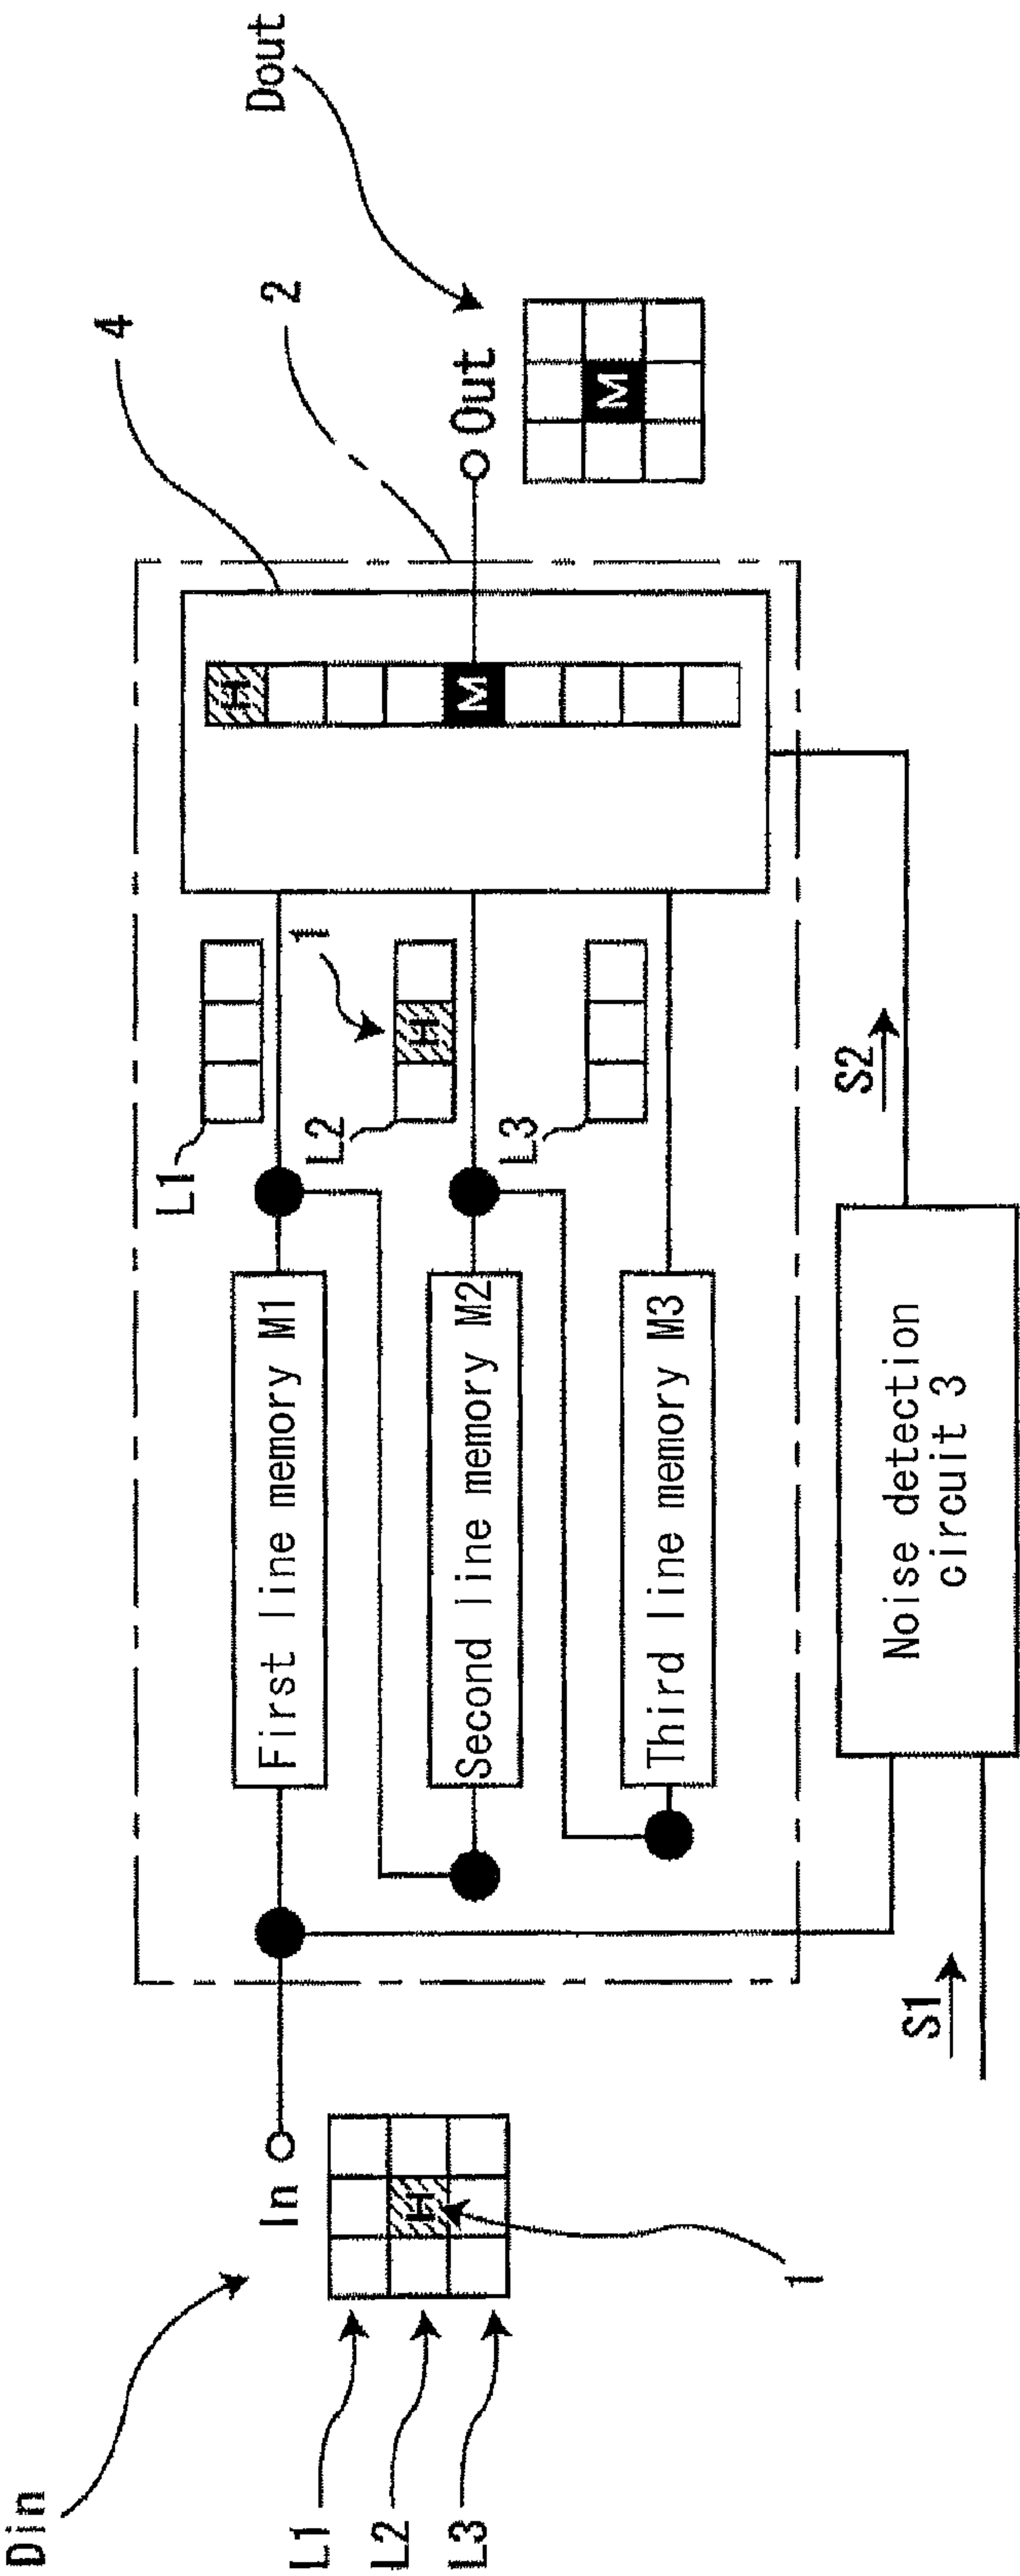 Din
In
L1
L2
L3
H
1
First line memory M1
Second line memory M2
Third line memory M3
L1
L2
H
1
L3
4
2
H
M
Out
Dout
M
S1
Noise detection
circuit 3
S2